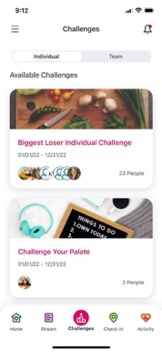 9:12
Challenges
Individual
Team
Available Challenges
Biggest Loser Individual Challenge
01/01/22 - 12/31/22
23 People
THINGS TO DO
LOWN TODAY
Challenge Your Palate
01/01/22 - 12/31/22
2 People
Home
Stream
Challenges
Check-In
Activity